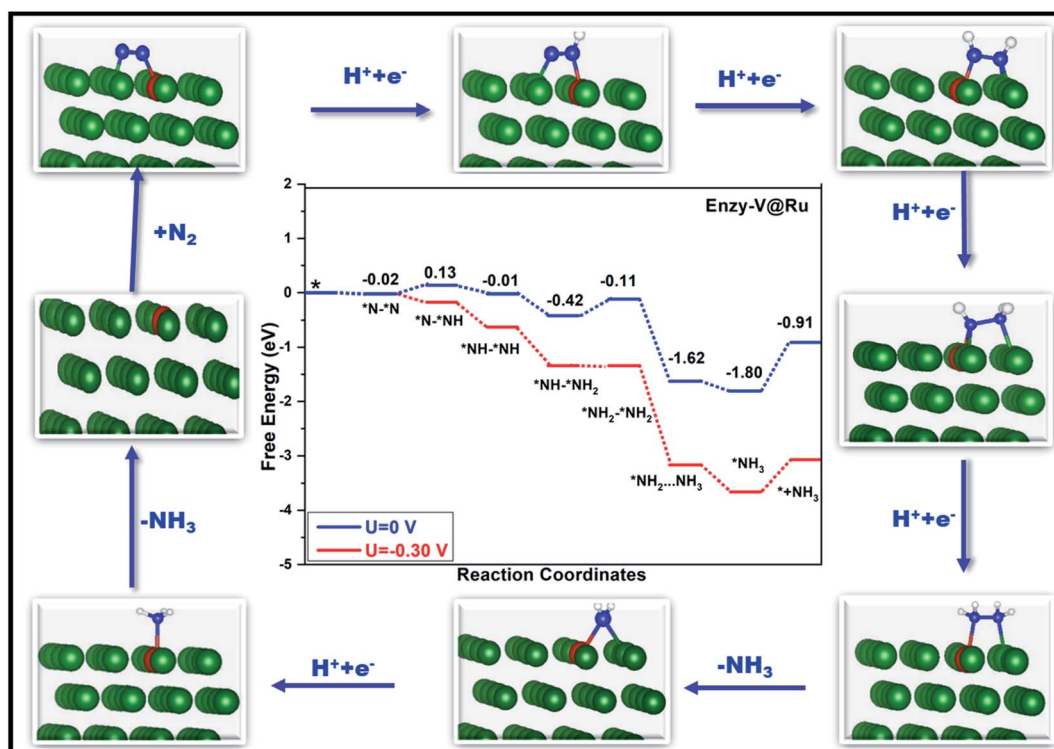 H⁺+e⁻
H⁺+e⁻
H⁺+e⁻
H⁺+e⁻
-NH₃
H⁺+e⁻
-NH₃
+N₂
Enzy-V@Ru
Free Energy (eV)
2
1
0
-1
-2
-3
-4
-5
*
-0.02
0.13
-0.01
-0.42
-0.11
-1.62
-1.80
-0.91
*N-*N
*N-*NH
*NH-*NH
*NH-*NH₂
*NH₂-*NH₂
*NH₂...NH₃
*NH₃
*+NH₃
U=0 V
U=-0.30 V
Reaction Coordinates